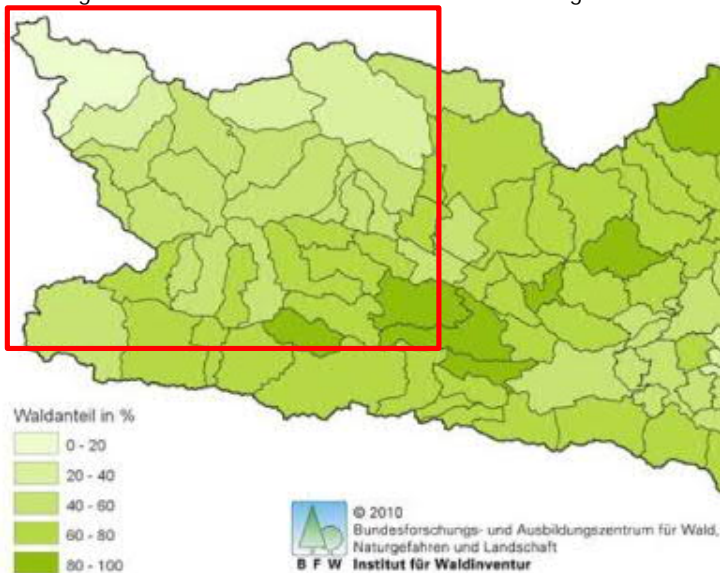 Waldanteil in %
0 - 20
20 - 40
40 - 60
60 - 80
80 - 100
© 2010
Bundesforschungs- und Ausbildungszentrum für Wald,
Naturgefahren und Landschaft
BFW Institut für Waldinventur